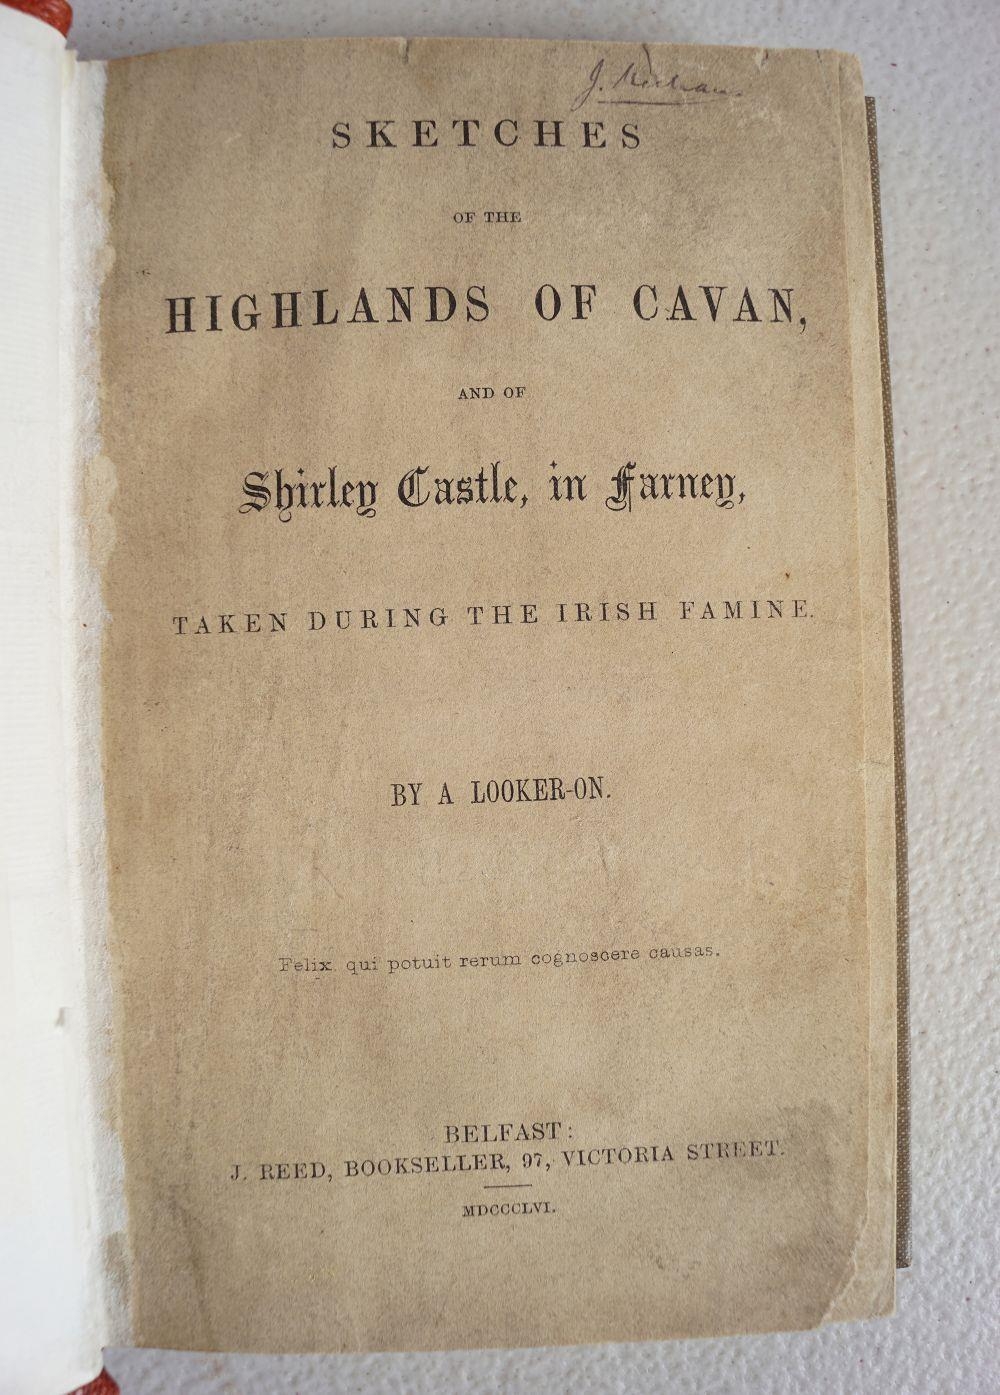 SKETCHES
OF THE
HIGHLANDS OF CAVAN,
AND OF
Shirley Castle, in Farney,
TAKEN DURING THE IRISH FAMINE.
BY A LOOKER-ON.
Felix qui potuit rerum cognoscere causas.
BELFAST:
J. REED, BOOKSELLER, 97, VICTORIA STREET.
MDCCCLVI.